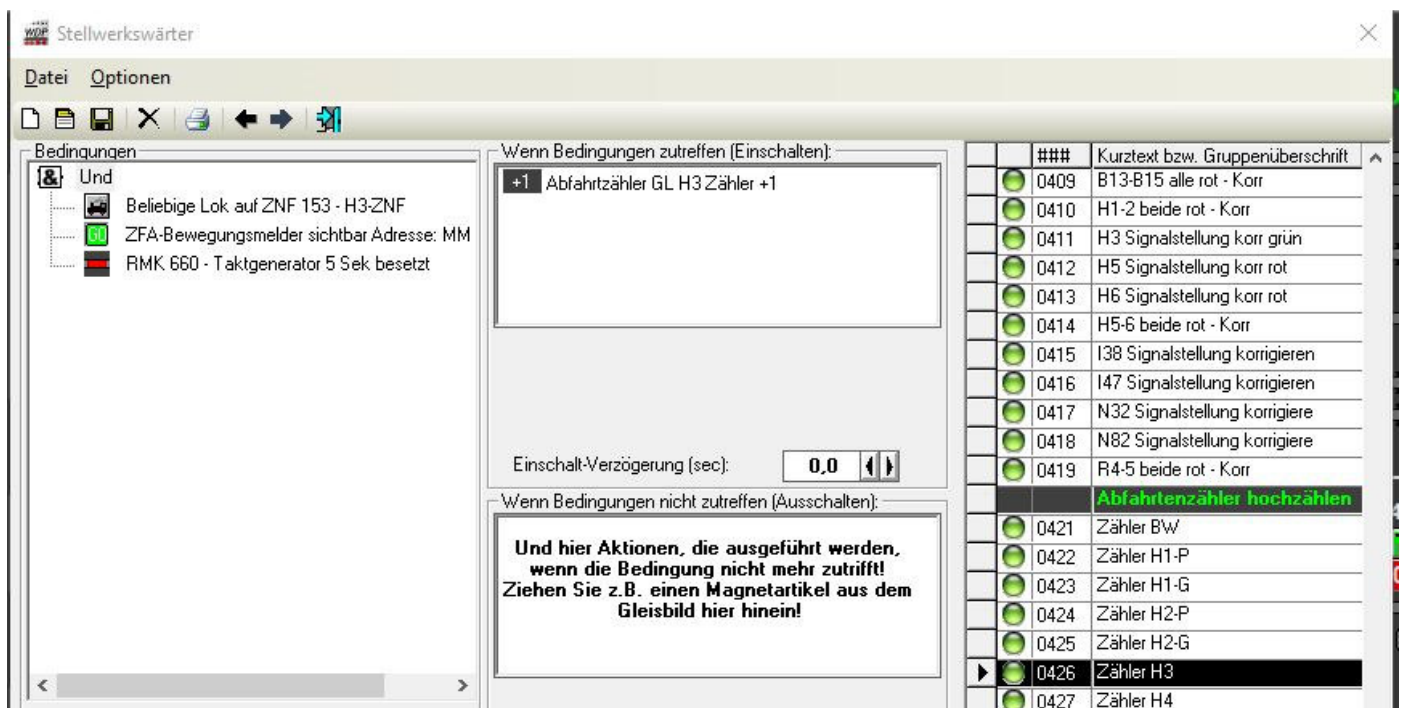 WDP Stellwerkswärter
Datei Optionen
Bedingungen
& Und
Beliebige Lok auf ZNF 153 - H3-ZNF
GO ZFA-Bewegungsmelder sichtbar Adresse: MM
RMK 660 - Taktgenerator 5 Sek besetzt
Wenn Bedingungen zutreffen (Einschalten):
+1 Abfahrtzähler GL H3 Zähler +1
Einschalt-Verzögerung (sec): 0,0
Wenn Bedingungen nicht zutreffen (Ausschalten):
Und hier Aktionen, die ausgeführt werden,
wenn die Bedingung nicht mehr zutrifft!
Ziehen Sie z.B. einen Magnetartikel aus dem
Gleisbild hier hinein!
### Kurztext bzw. Gruppenüberschrift
0409 B13-B15 alle rot - Korr
0410 H1-2 beide rot - Korr
0411 H3 Signalstellung korr grün
0412 H5 Signalstellung korr rot
0413 H6 Signalstellung korr rot
0414 H5-6 beide rot - Korr
0415 I38 Signalstellung korrigieren
0416 I47 Signalstellung korrigieren
0417 N32 Signalstellung korrigiere
0418 N82 Signalstellung korrigiere
0419 R4-5 beide rot - Korr
Abfahrtenzähler hochzählen
0421 Zähler BW
0422 Zähler H1-P
0423 Zähler H1-G
0424 Zähler H2-P
0425 Zähler H2-G
0426 Zähler H3
0427 Zähler H4